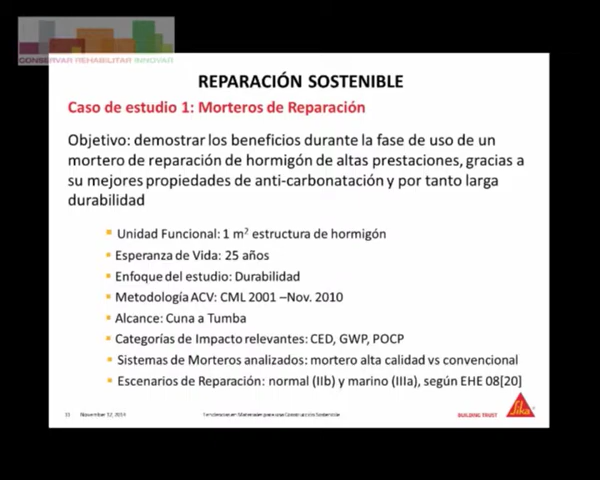 CONSERVAR REHABILITAR INNOVAR
REPARACIÓN SOSTENIBLE
Caso de estudio 1: Morteros de Reparación
Objetivo: demostrar los beneficios durante la fase de uso de un
mortero de reparación de hormigón de altas prestaciones, gracias a
su mejores propiedades de anti-carbonatación y por tanto larga
durabilidad
▪ Unidad Funcional: 1 m² estructura de hormigón
▪ Esperanza de Vida: 25 años
▪ Enfoque del estudio: Durabilidad
▪ Metodología ACV: CML 2001 –Nov. 2010
▪ Alcance: Cuna a Tumba
▪ Categorías de Impacto relevantes: CED, GWP, POCP
▪ Sistemas de Morteros analizados: mortero alta calidad vs convencional
▪ Escenarios de Reparación: normal (IIb) y marino (IIIa), según EHE 08[20]
November 12, 2014 Tendencias en Materiales para una Construcción Sostenible BUILDING TRUST Sika